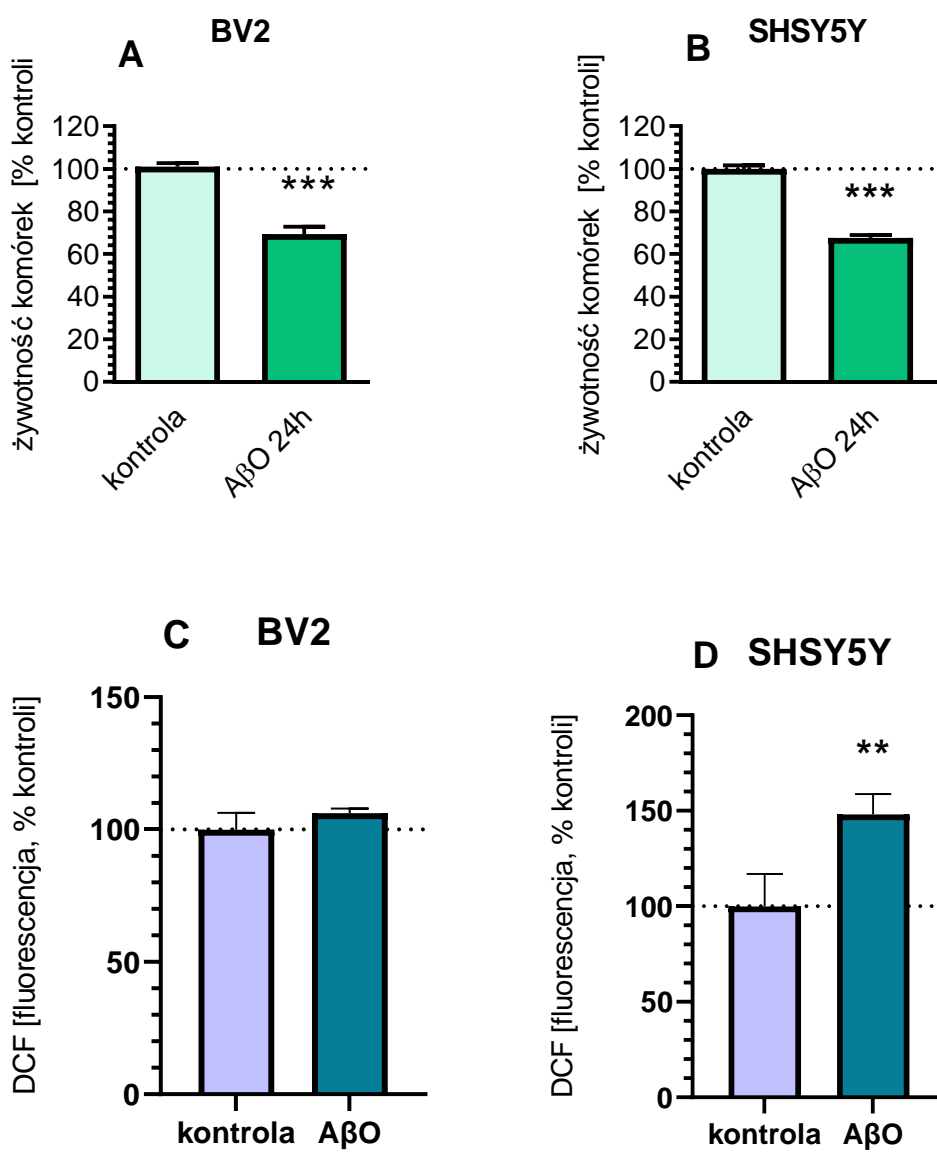 A
BV2
żywotność komórek [% kontroli
120
100
80
60
40
20
0
***
kontrola
AβO 24h
B
SHSY5Y
żywotność komórek [% kontroli]
120
100
80
60
40
20
0
***
kontrola
AβO 24h
C BV2
DCF [fluorescencja, % kontroli]
150
100
50
0
kontrola AβO
D SHSY5Y
DCF [fluorescencja, % kontroli]
200
150
100
50
0
**
kontrola AβO